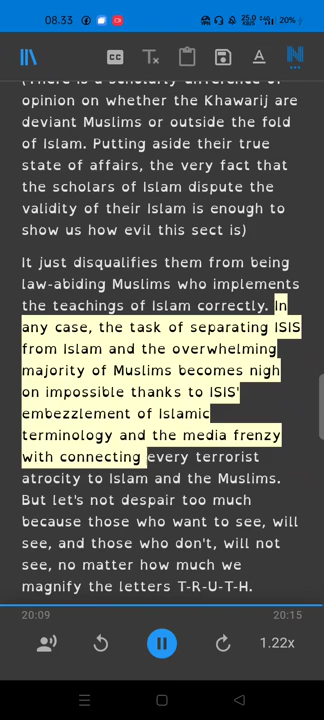 08.33
25.0
KB/S
20%
CC
(There is a scholarly difference of
opinion on whether the Khawarij are
deviant Muslims or outside the fold
of Islam. Putting aside their true
state of affairs, the very fact that
the scholars of Islam dispute the
validity of their Islam is enough to
show us how evil this sect is)
It just disqualifies them from being
law-abiding Muslims who implements
the teachings of Islam correctly. In
any case, the task of separating ISIS
from Islam and the overwhelming
majority of Muslims becomes nigh
on impossible thanks to ISIS'
embezzlement of Islamic
terminology and the media frenzy
with connecting every terrorist
atrocity to Islam and the Muslims.
But let's not despair too much
because those who want to see, will
see, and those who don't, will not
see, no matter how much we
magnify the letters T-R-U-T-H.
20:09
20:15
1.22x